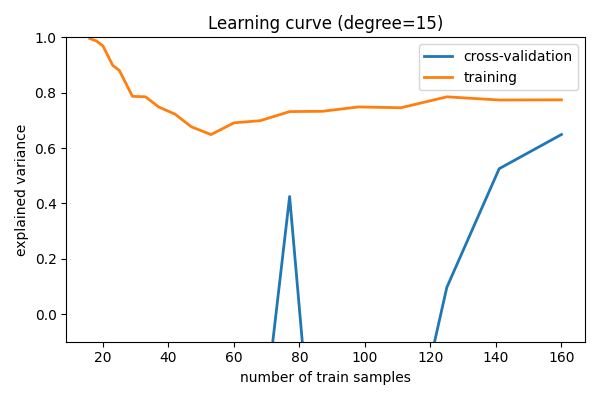 Learning curve (degree=15)
cross-validation
training
explained variance
1.0
0.8
0.6
0.4
0.2
0.0
20 40 60 80 100 120 140 160
number of train samples